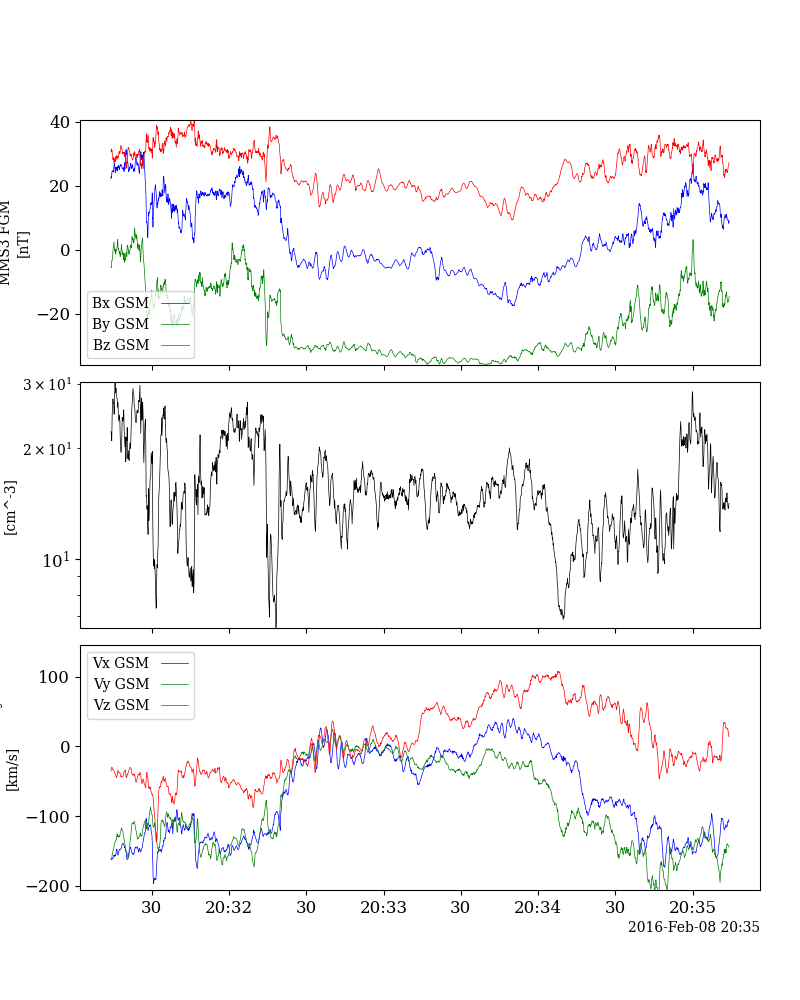 40
20
0
−20
MMS3 FGM
[nT]
Bx GSM
By GSM
Bz GSM
3 × 10¹
2 × 10¹
10¹
[cm^-3]
100
0
−100
−200
[km/s]
Vx GSM
Vy GSM
Vz GSM
30 20:32 30 20:33 30 20:34 30 20:35
2016-Feb-08 20:35